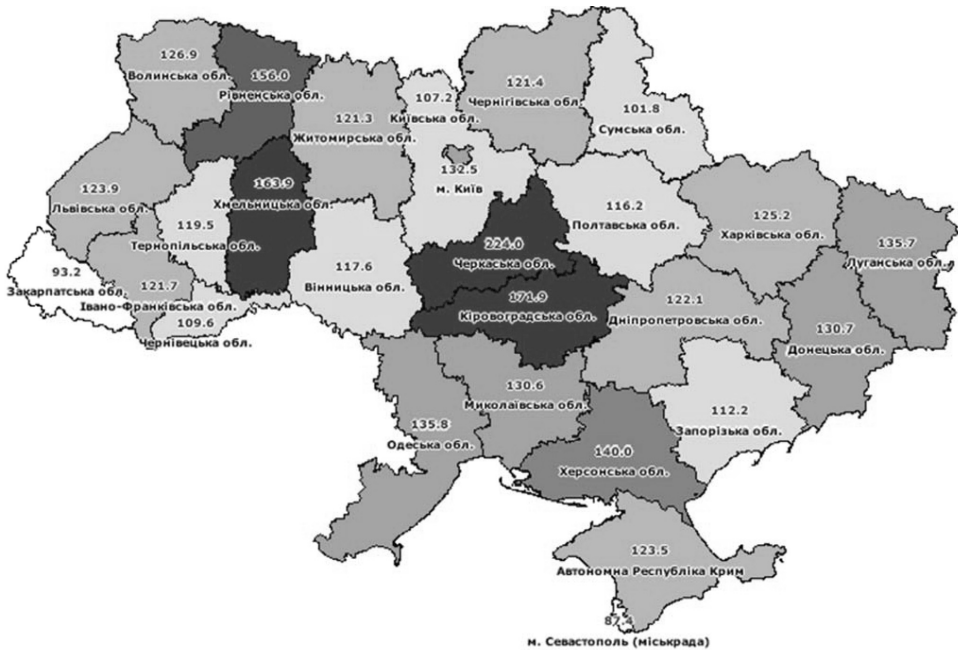 126.9
Волинська обл.
156.0
Рівненська обл.
121.3
Житомирська обл.
107.2
Київська обл.
121.4
Чернігівська обл.
101.8
Сумська обл.
132.5
м. Київ
123.9
Львівська обл.
119.5
Тернопільська обл.
163.9
Хмельницька обл.
117.6
Вінницька обл.
224.0
Черкаська обл.
116.2
Полтавська обл.
125.2
Харківська обл.
135.7
Луганська обл.
93.2
Закарпатська обл.
121.7
Івано-Франківська обл.
109.6
Чернівецька обл.
171.9
Кіровоградська обл.
122.1
Дніпропетровська обл.
130.7
Донецька обл.
135.8
Одеська обл.
130.6
Миколаївська обл.
112.2
Запорізька обл.
140.0
Херсонська обл.
123.5
Автономна Республіка Крим
82.4
м. Севастополь (міськрада)